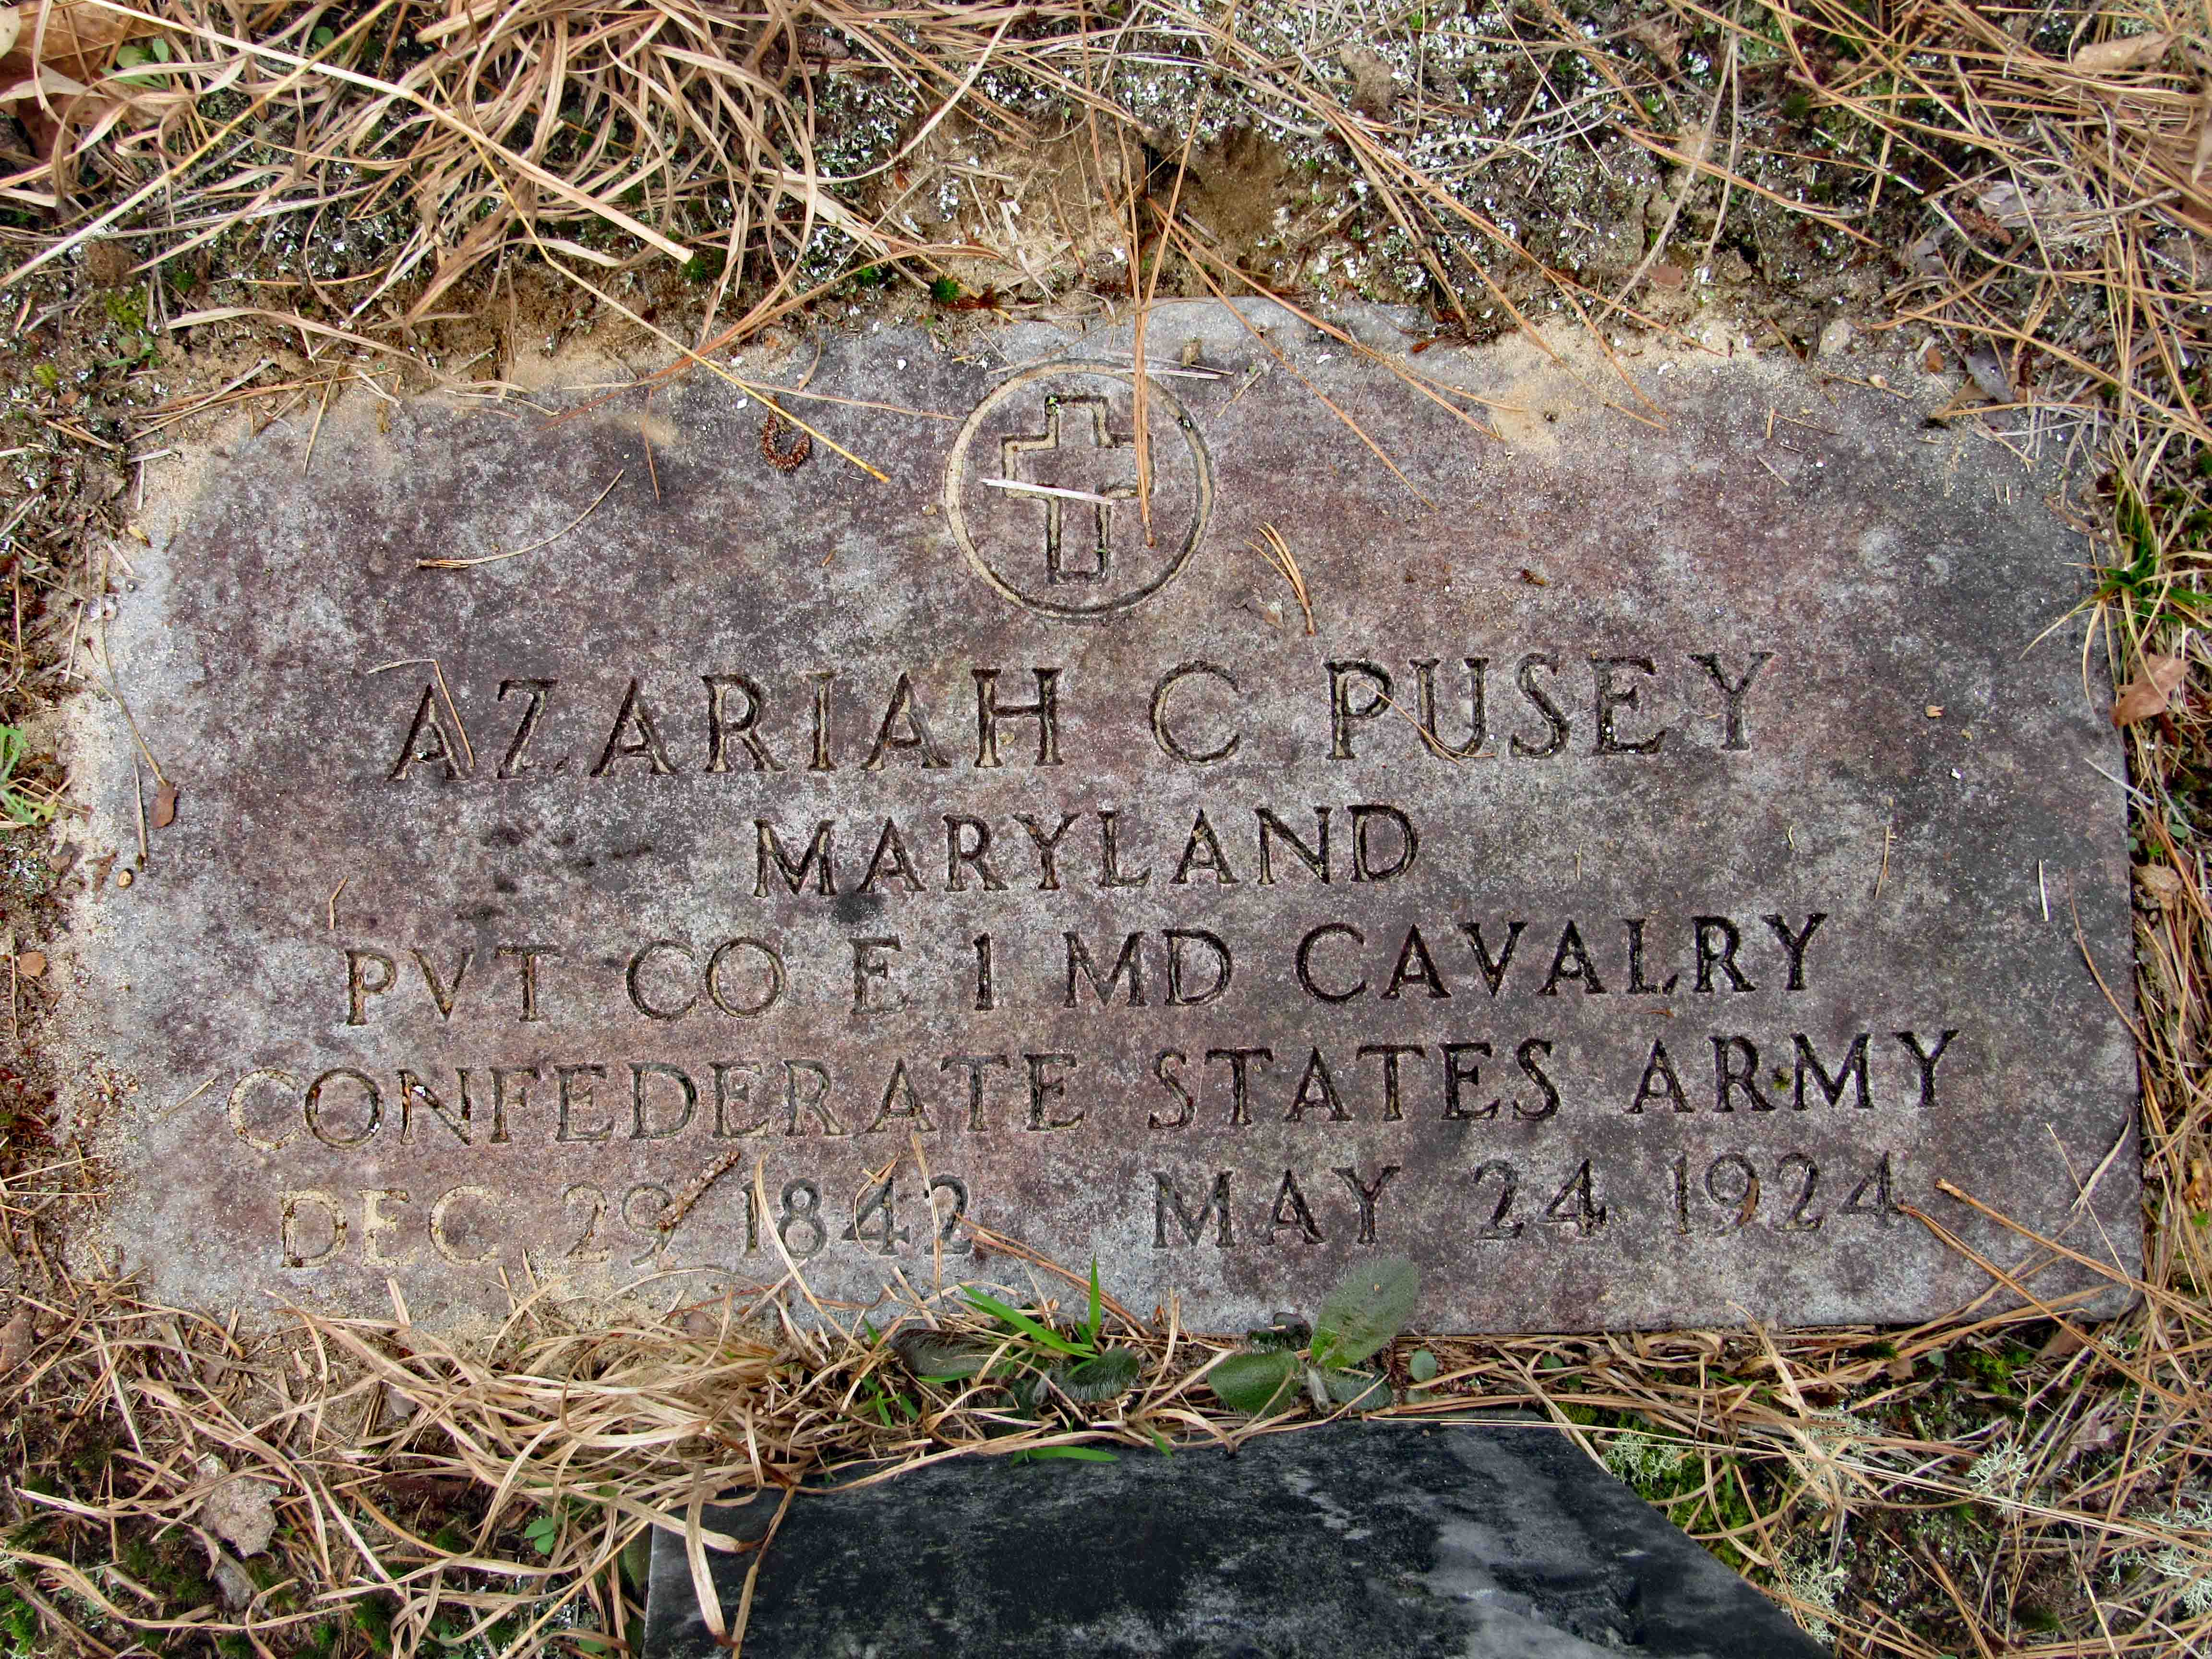 AZARIAH C PUSEY
MARYLAND
PVT CO E 1 MD CAVALRY
CONFEDERATE STATES ARMY
DEC 29 1842 MAY 24 1924